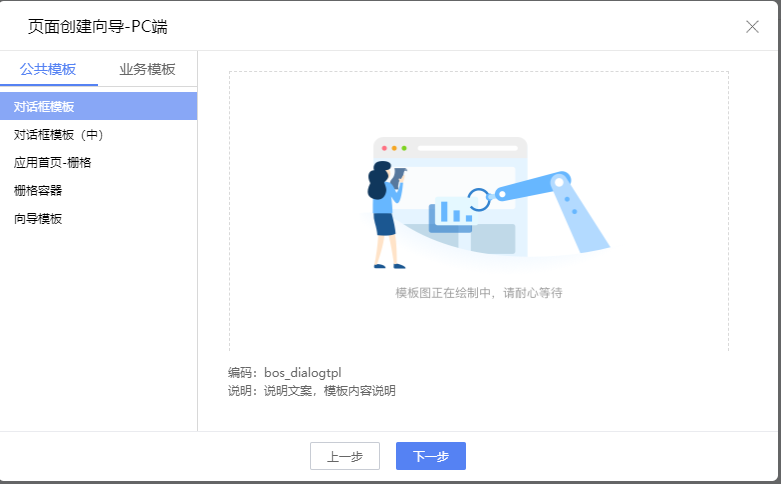 页面创建向导-PC端
公共模板 业务模板
对话框模板
对话框模板（中）
应用首页-栅格
栅格容器
向导模板
模板图正在绘制中，请耐心等待
编码：bos_dialogtpl
说明：说明文案，模板内容说明
上一步 下一步